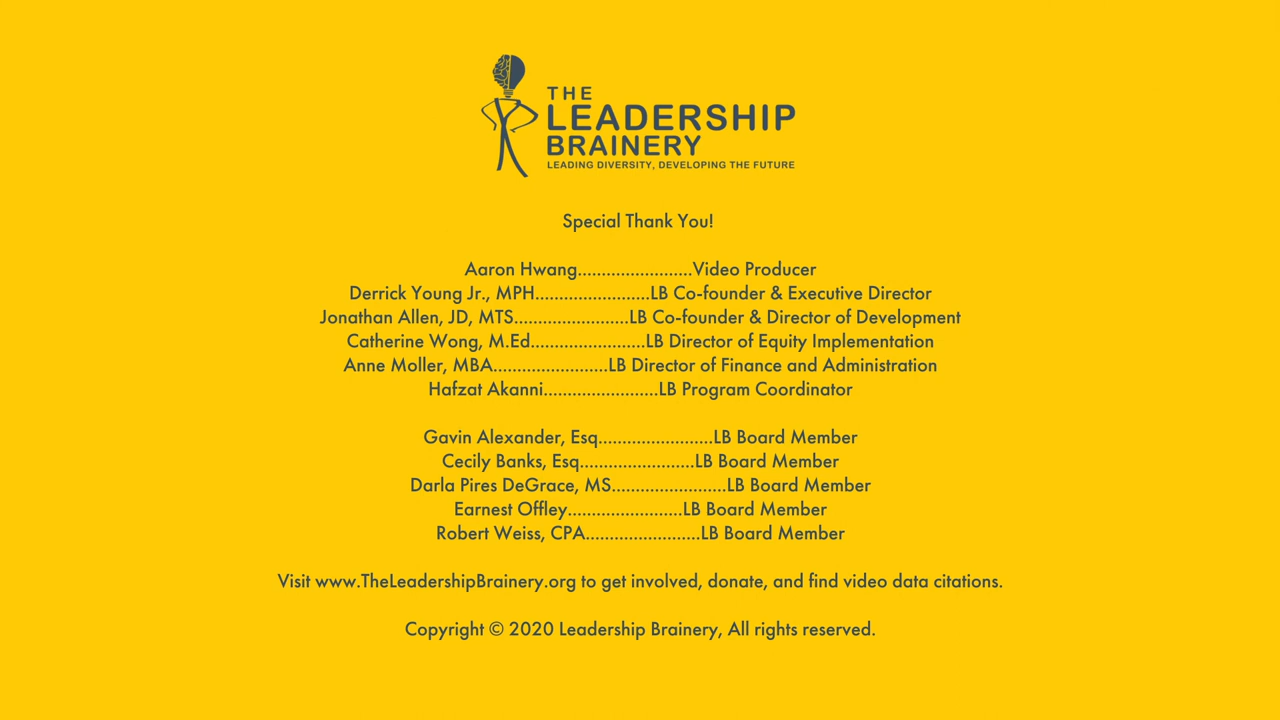 THE
LEADERSHIP
BRAINERY
LEADING DIVERSITY, DEVELOPING THE FUTURE
Special Thank You!
Aaron Hwang........................Video Producer
Derrick Young Jr., MPH........................LB Co-founder & Executive Director
Jonathan Allen, JD, MTS........................LB Co-founder & Director of Development
Catherine Wong, M.Ed........................LB Director of Equity Implementation
Anne Moller, MBA........................LB Director of Finance and Administration
Hafzat Akanni........................LB Program Coordinator
Gavin Alexander, Esq........................LB Board Member
Cecily Banks, Esq........................LB Board Member
Darla Pires DeGrace, MS........................LB Board Member
Earnest Offley........................LB Board Member
Robert Weiss, CPA........................LB Board Member
Visit www.TheLeadershipBrainery.org to get involved, donate, and find video data citations.
Copyright © 2020 Leadership Brainery, All rights reserved.